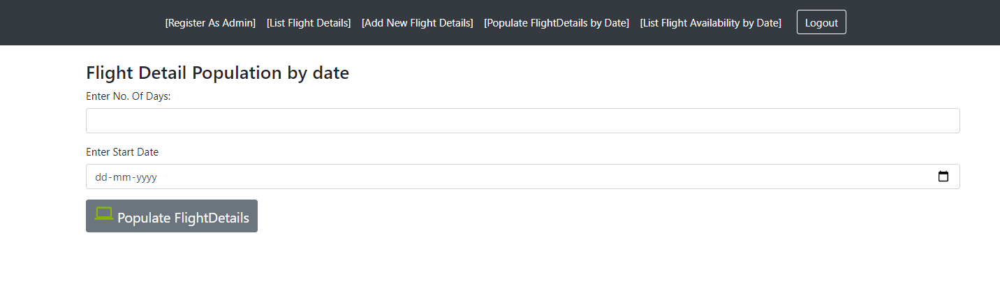 [Register As Admin] [List Flight Details] [Add New Flight Details] [Populate FlightDetails by Date] [List Flight Availability by Date] Logout
Flight Detail Population by date
Enter No. Of Days:
Enter Start Date
dd-mm-yyyy
Populate FlightDetails